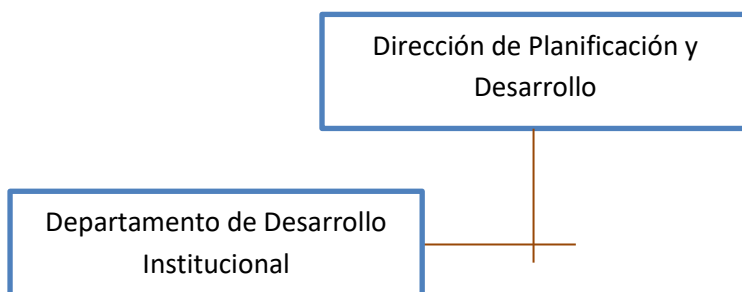 Dirección de Planificación y
Desarrollo
Departamento de Desarrollo
Institucional